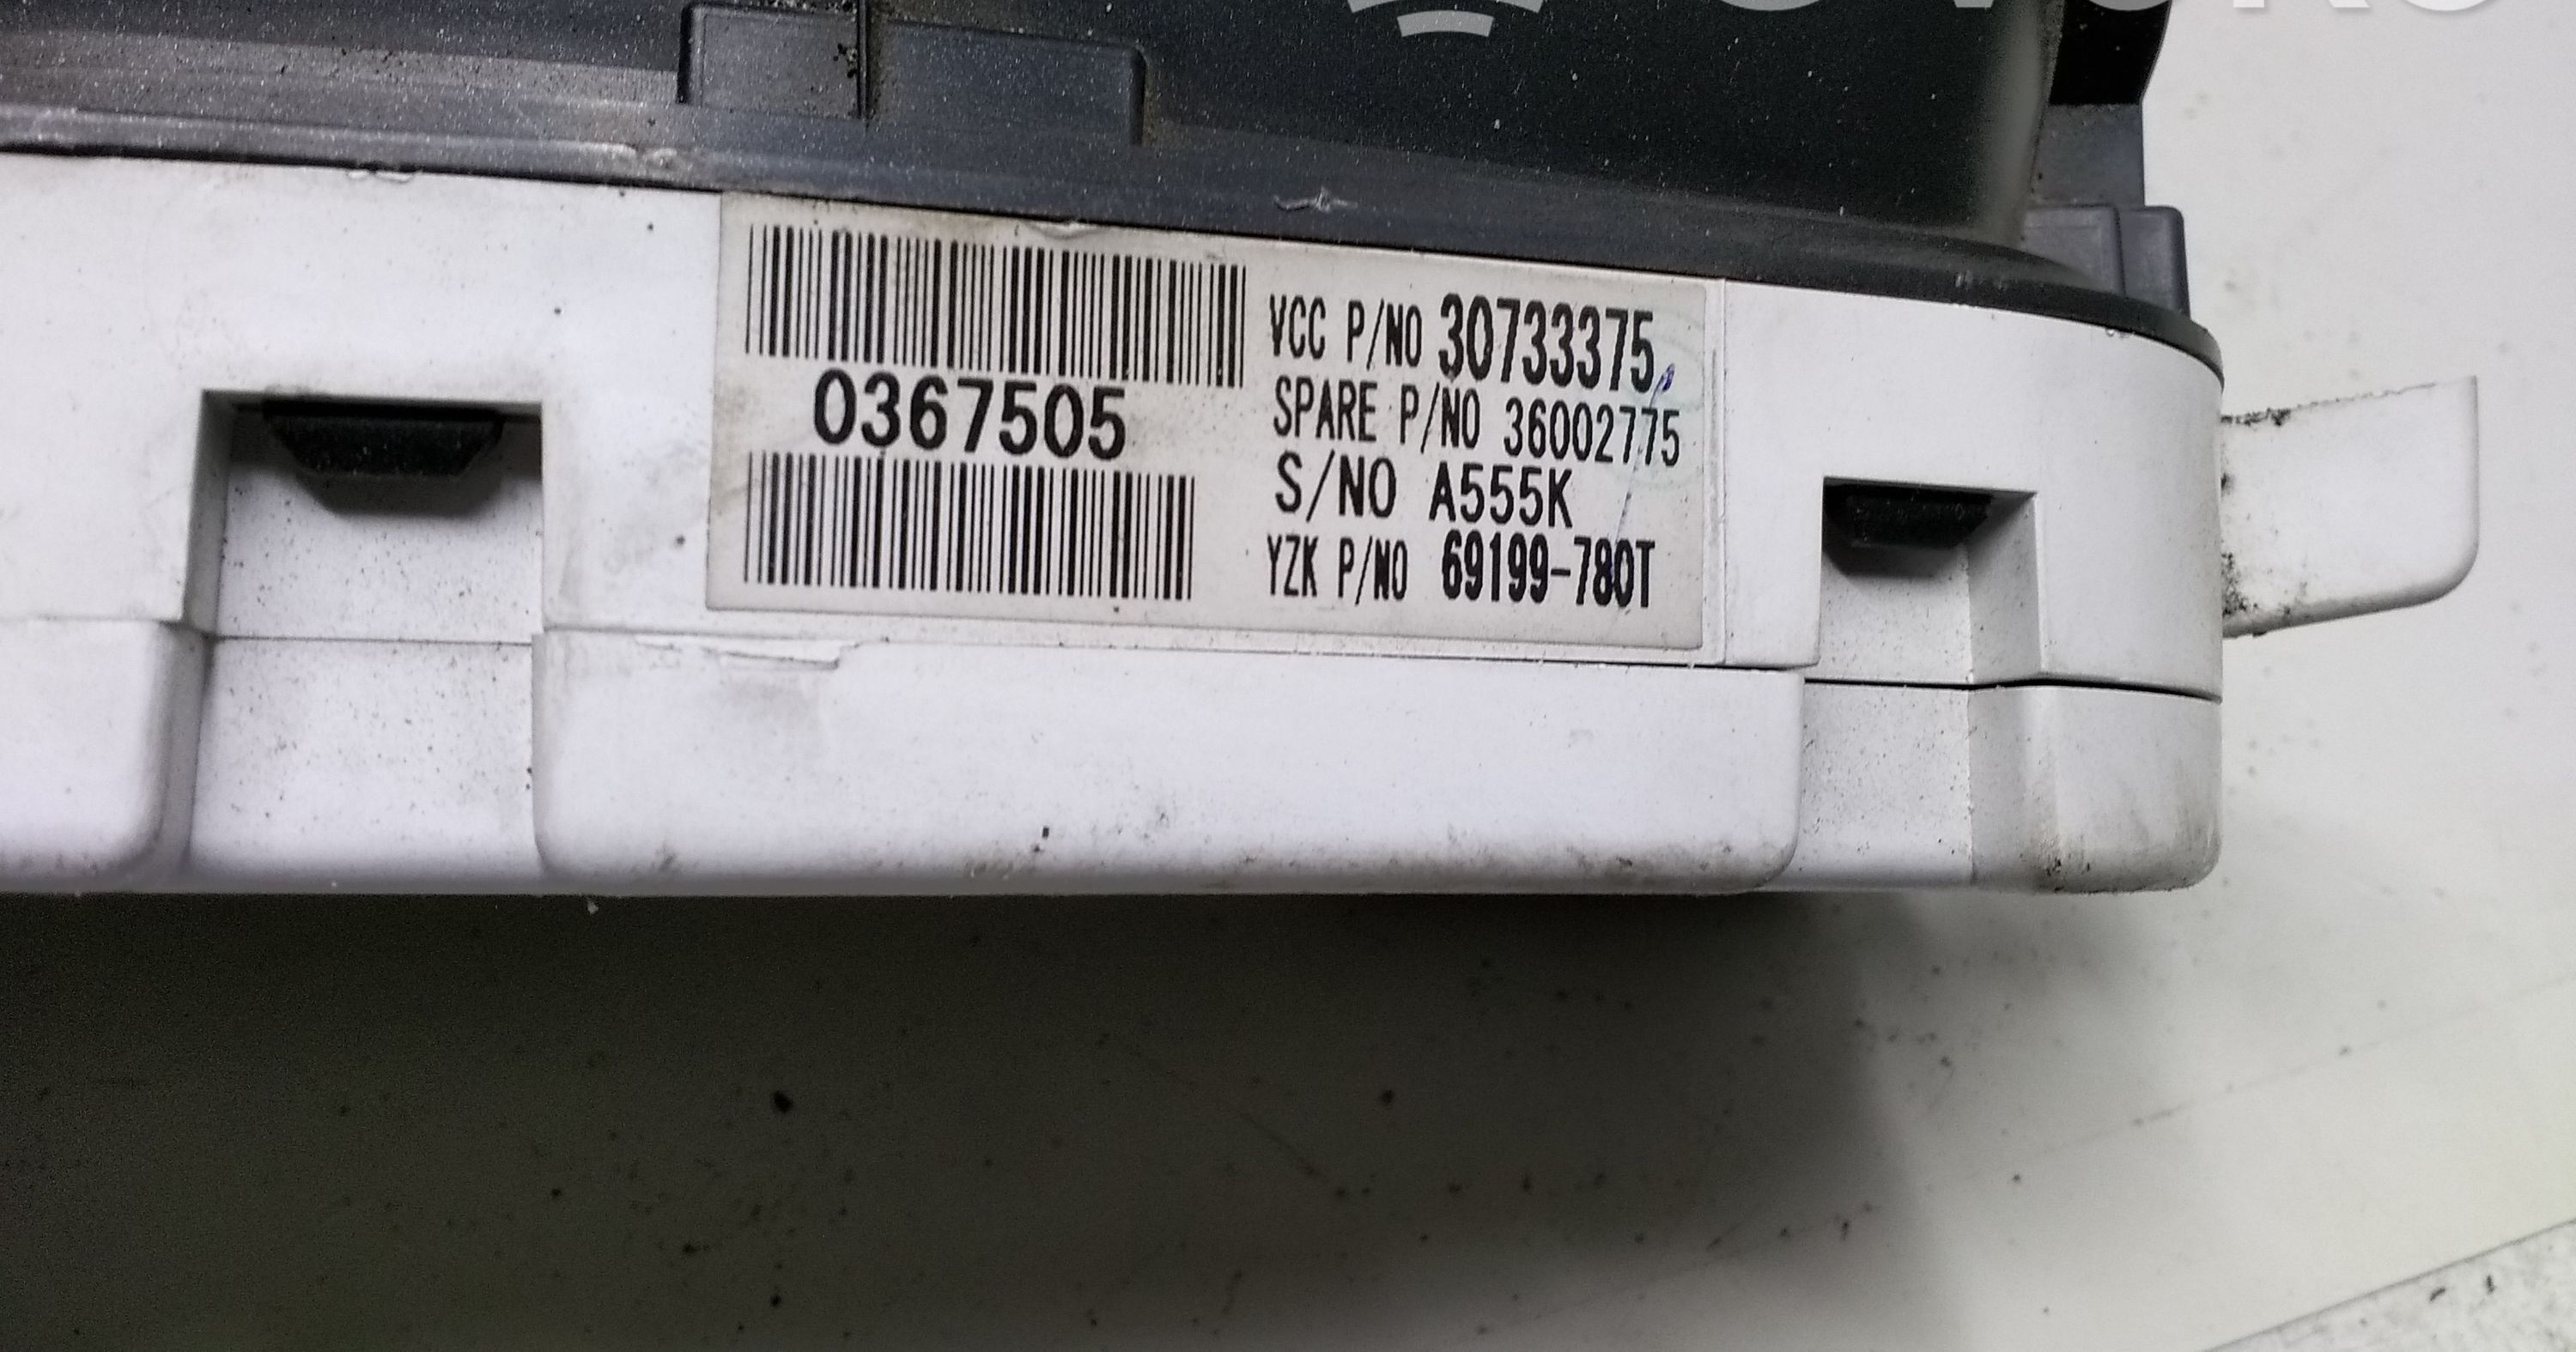 0367505
VCC P/NO 30733375
SPARE P/NO 36002775
S/NO A555K
YZK P/NO 69199-780T